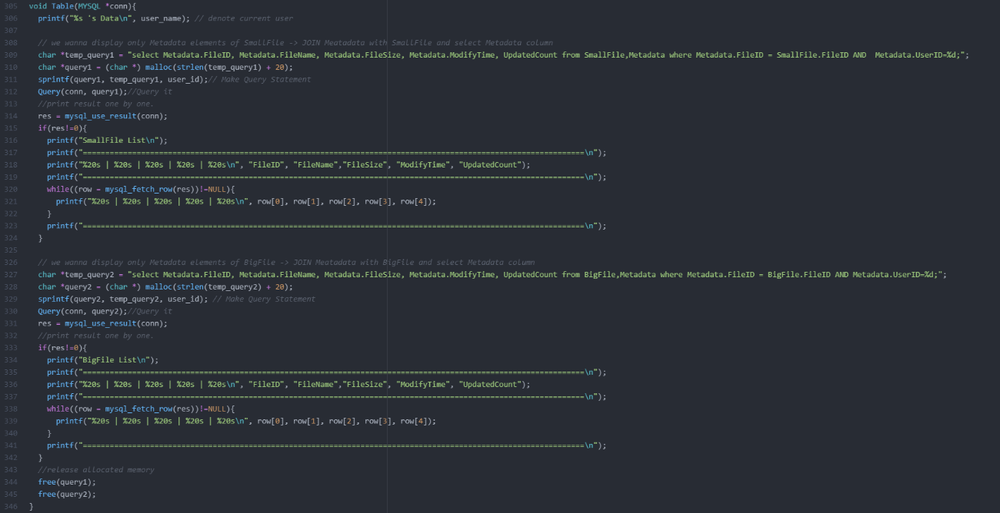 305 void Table(MYSQL *conn){
306 printf("%s 's Data\n", user_name); // denote current user
307
308 // we wanna display only Metadata elements of SmallFile -> JOIN Meatadata with SmallFile and select Metadata column
309 char *temp_query1 = "select Metadata.FileID, Metadata.FileName, Metadata.FileSize, Metadata.ModifyTime, UpdatedCount from SmallFile,Metadata where Metadata.FileID = SmallFile.FileID AND  Metadata.UserID=%d;";
310 char *query1 = (char *) malloc(strlen(temp_query1) + 20);
311 sprintf(query1, temp_query1, user_id);// Make Query Statement
312 Query(conn, query1);//Query it
313 //print result one by one.
314 res = mysql_use_result(conn);
315 if(res!=0){
316 printf("SmallFile List\n");
317 printf("================================================================================================================\n");
318 printf("%20s | %20s | %20s | %20s | %20s\n", "FileID", "FileName","FileSize", "ModifyTime", "UpdatedCount");
319 printf("================================================================================================================\n");
320 while((row = mysql_fetch_row(res))!=NULL){
321 printf("%20s | %20s | %20s | %20s | %20s\n", row[0], row[1], row[2], row[3], row[4]);
322 }
323 printf("================================================================================================================\n");
324 }
325
326 // we wanna display only Metadata elements of BigFile -> JOIN Meatadata with BigFile and select Metadata column
327 char *temp_query2 = "select Metadata.FileID, Metadata.FileName, Metadata.FileSize, Metadata.ModifyTime, UpdatedCount from BigFile,Metadata where Metadata.FileID = BigFile.FileID AND Metadata.UserID=%d;";
328 char *query2 = (char *) malloc(strlen(temp_query2) + 20);
329 sprintf(query2, temp_query2, user_id); // Make Query Statement
330 Query(conn, query2);//Query it
331 res = mysql_use_result(conn);
332 //print result one by one.
333 if(res!=0){
334 printf("BigFile List\n");
335 printf("================================================================================================================\n");
336 printf("%20s | %20s | %20s | %20s | %20s\n", "FileID", "FileName","FileSize", "ModifyTime", "UpdatedCount");
337 printf("================================================================================================================\n");
338 while((row = mysql_fetch_row(res))!=NULL){
339 printf("%20s | %20s | %20s | %20s | %20s\n", row[0], row[1], row[2], row[3], row[4]);
340 }
341 printf("================================================================================================================\n");
342 }
343 //release allocated memory
344 free(query1);
345 free(query2);
346 }